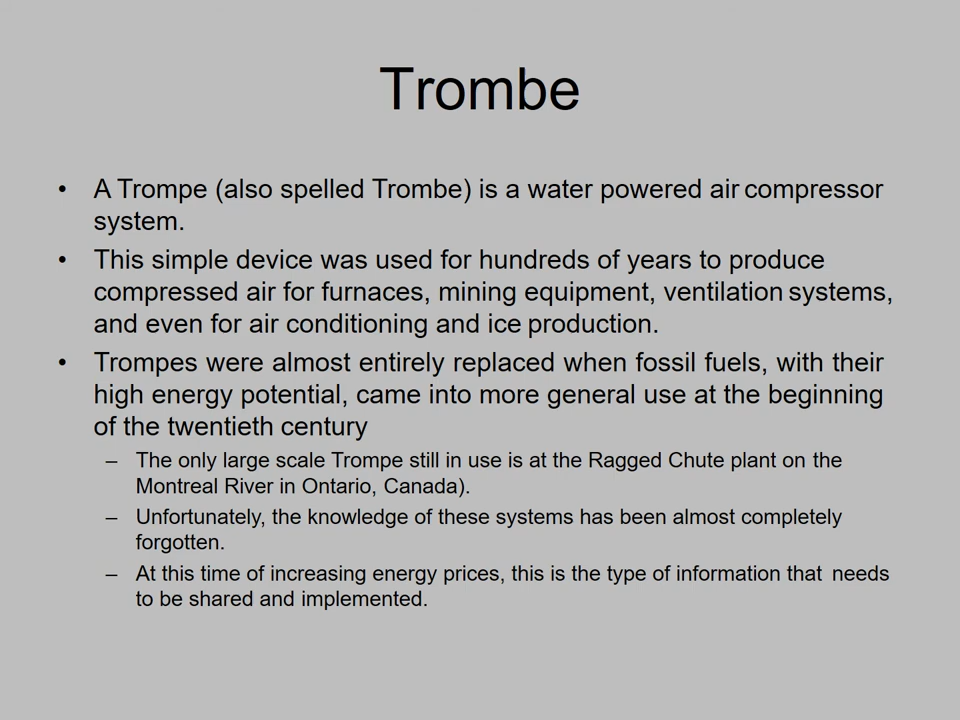 Trombe
• A Trompe (also spelled Trombe) is a water powered air compressor
system.
• This simple device was used for hundreds of years to produce
compressed air for furnaces, mining equipment, ventilation systems,
and even for air conditioning and ice production.
• Trompes were almost entirely replaced when fossil fuels, with their
high energy potential, came into more general use at the beginning
of the twentieth century
– The only large scale Trompe still in use is at the Ragged Chute plant on the
Montreal River in Ontario, Canada).
– Unfortunately, the knowledge of these systems has been almost completely
forgotten.
– At this time of increasing energy prices, this is the type of information that needs
to be shared and implemented.